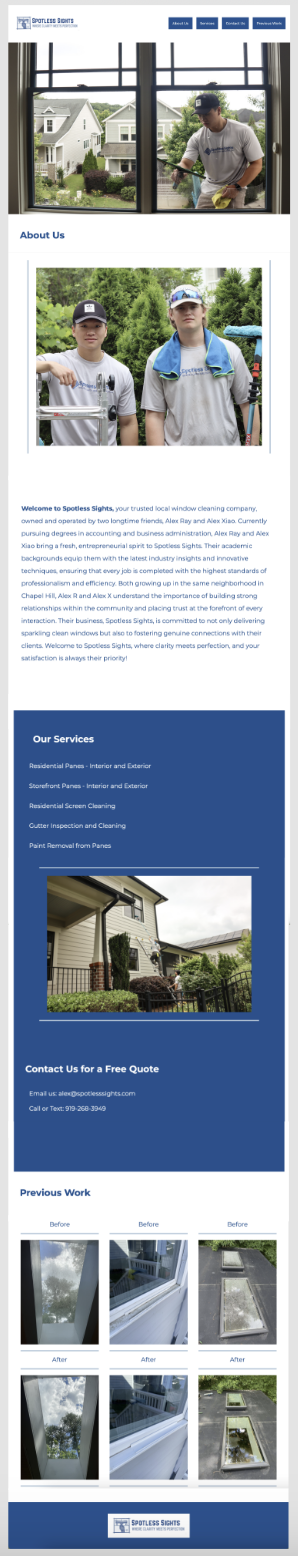 SPOTLESS SIGHTS
WHERE CLARITY MEETS PERFECTION
About Us
Services
Contact Us
Previous Work
About Us
Welcome to Spotless Sights, your trusted local window cleaning company,
owned and operated by two longtime friends, Alex Ray and Alex Xiao. Currently
pursuing degrees in accounting and business administration, Alex Ray and Alex
Xiao bring a fresh, entrepreneurial spirit to Spotless Sights. Their academic
backgrounds equip them with the latest industry insights and innovative
techniques, ensuring that every job is completed with the highest standards of
professionalism and efficiency. Both growing up in the same neighborhood in
Chapel Hill, Alex R and Alex X understand the importance of building strong
relationships within the community and placing trust at the forefront of every
interaction. Their business, Spotless Sights, is committed to not only delivering
sparkling clean windows but also to fostering genuine connections with their
clients. Welcome to Spotless Sights, where clarity meets perfection, and your
satisfaction is always their priority!
Our Services
Residential Panes - Interior and Exterior
Storefront Panes - Interior and Exterior
Residential Screen Cleaning
Gutter Inspection and Cleaning
Paint Removal from Panes
Contact Us for a Free Quote
Email us: alex@spotlesssights.com
Call or Text: 919-268-3949
Previous Work
Before
Before
Before
After
After
After
SPOTLESS SIGHTS
WHERE CLARITY MEETS PERFECTION